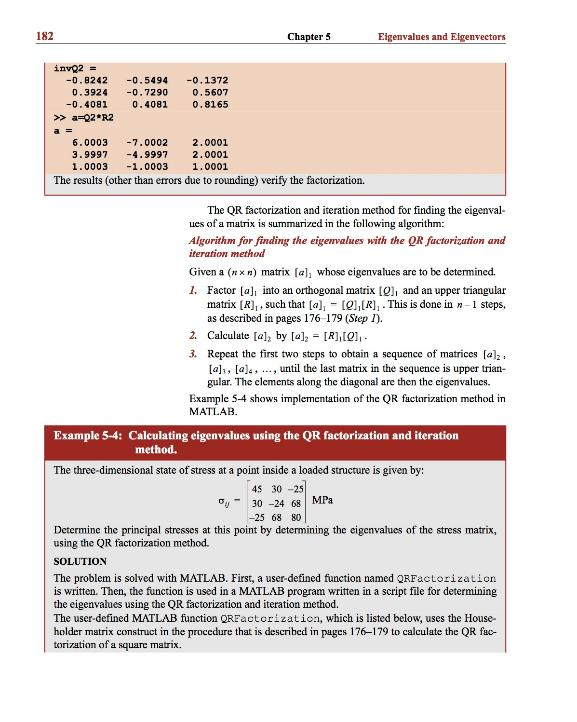 182 Chapter 5 Eigenvalues and Eigenvectors
invQ2 =
-0.8242 -0.5494 -0.1372
0.3924 -0.7290 0.5607
-0.4081 0.4081 0.8165
>> a=Q2*R2
a =
6.0003 -7.0002 2.0001
3.9997 -4.9997 2.0001
1.0003 -1.0003 1.0001
The results (other than errors due to rounding) verify the factorization.
The QR factorization and iteration method for finding the eigenval-
ues of a matrix is summarized in the following algorithm:
Algorithm for finding the eigenvalues with the QR factorization and
iteration method
Given a (n × n) matrix [a]₁ whose eigenvalues are to be determined.
1. Factor [a]₁ into an orthogonal matrix [Q]₁ and an upper triangular
matrix [R]₁, such that [a]₁ = [Q]₁[R]₁. This is done in n – 1 steps,
as described in pages 176–179 (Step 1).
2. Calculate [a]₂ by [a]₂ = [R]₁[Q]₁.
3. Repeat the first two steps to obtain a sequence of matrices [a]₂,
[a]₃, [a]₄, ..., until the last matrix in the sequence is upper trian-
gular. The elements along the diagonal are then the eigenvalues.
Example 5-4 shows implementation of the QR factorization method in
MATLAB.
Example 5-4: Calculating eigenvalues using the QR factorization and iteration
method.
The three-dimensional state of stress at a point inside a loaded structure is given by:
45 30 –25
σij = 30 –24 68 MPa
–25 68 80
Determine the principal stresses at this point by determining the eigenvalues of the stress matrix,
using the QR factorization method.
SOLUTION
The problem is solved with MATLAB. First, a user-defined function named QRFactorization
is written. Then, the function is used in a MATLAB program written in a script file for determining
the eigenvalues using the QR factorization and iteration method.
The user-defined MATLAB function QRFactorization, which is listed below, uses the House-
holder matrix construct in the procedure that is described in pages 176–179 to calculate the QR fac-
torization of a square matrix.